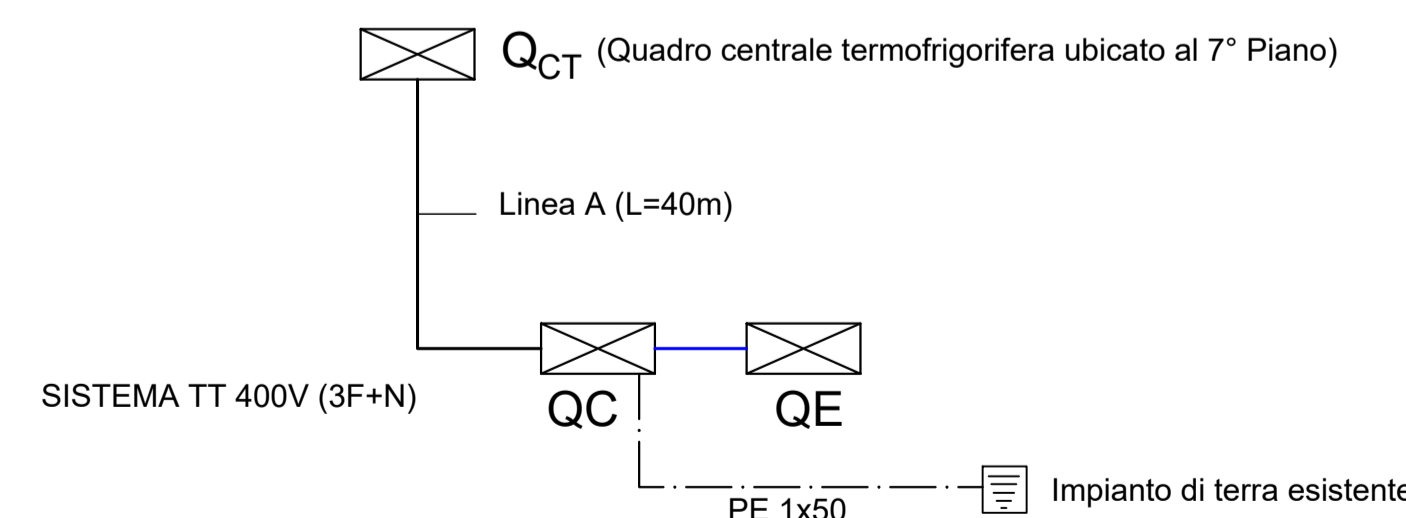 QCT (Quadro centrale termofrigorifera ubicato al 7° Piano)
Linea A (L=40m)
SISTEMA TT 400V (3F+N)
QC
QE
PE 1x50
Impianto di terra esistente